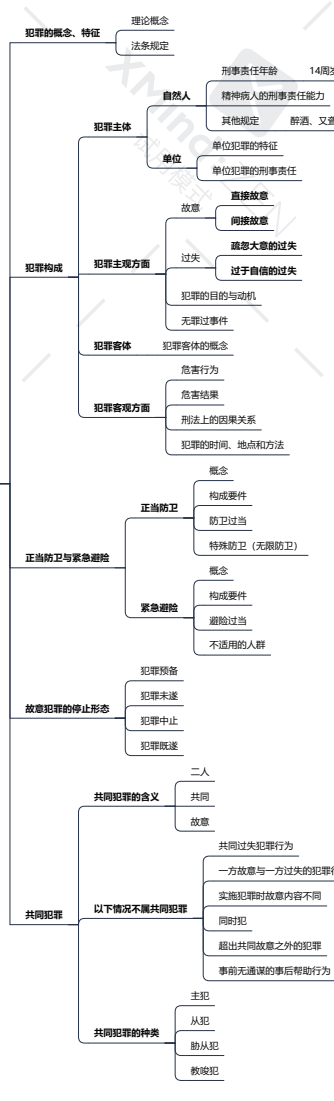 犯罪的概念、特征
理论概念
法条规定
犯罪构成
犯罪主体
自然人
刑事责任年龄
14周岁
精神病人的刑事责任能力
其他规定
醉酒、又聋
单位
单位犯罪的特征
单位犯罪的刑事责任
犯罪主观方面
故意
直接故意
间接故意
过失
疏忽大意的过失
过于自信的过失
犯罪的目的与动机
无罪过事件
犯罪客体
犯罪客体的概念
犯罪客观方面
危害行为
危害结果
刑法上的因果关系
犯罪的时间、地点和方法
正当防卫与紧急避险
正当防卫
概念
构成要件
防卫过当
特殊防卫（无限防卫）
紧急避险
概念
构成要件
避险过当
不适用的人群
故意犯罪的停止形态
犯罪预备
犯罪未遂
犯罪中止
犯罪既遂
共同犯罪
共同犯罪的含义
二人
共同
故意
以下情况不属共同犯罪
共同过失犯罪行为
一方故意与一方过失的犯罪行
实施犯罪时故意内容不同
同时犯
超出共同故意之外的犯罪
事前无通谋的事后帮助行为
共同犯罪的种类
主犯
从犯
胁从犯
教唆犯
XMind:ZEN
试用模式